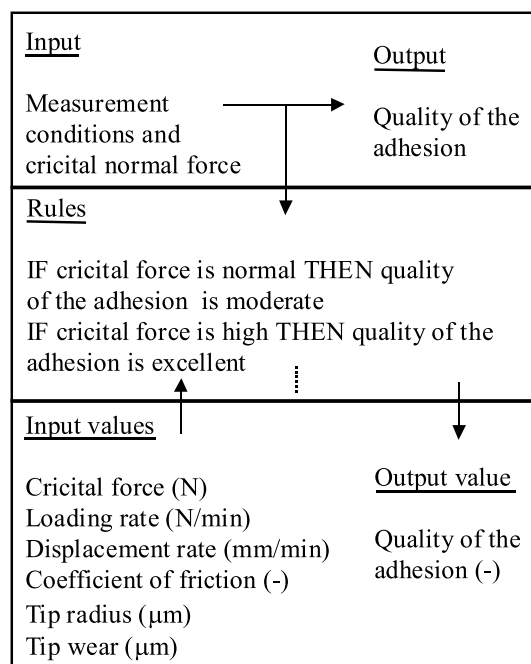 Input
Output
Measurement
conditions and
cricital normal force
Quality of the
adhesion
Rules
IF cricital force is normal THEN quality
of the adhesion is moderate
IF cricital force is high THEN quality of the
adhesion is excellent
Input values
Cricital force (N)
Loading rate (N/min)
Displacement rate (mm/min)
Coefficient of friction (-)
Tip radius (μm)
Tip wear (μm)
Output value
Quality of the
adhesion (-)